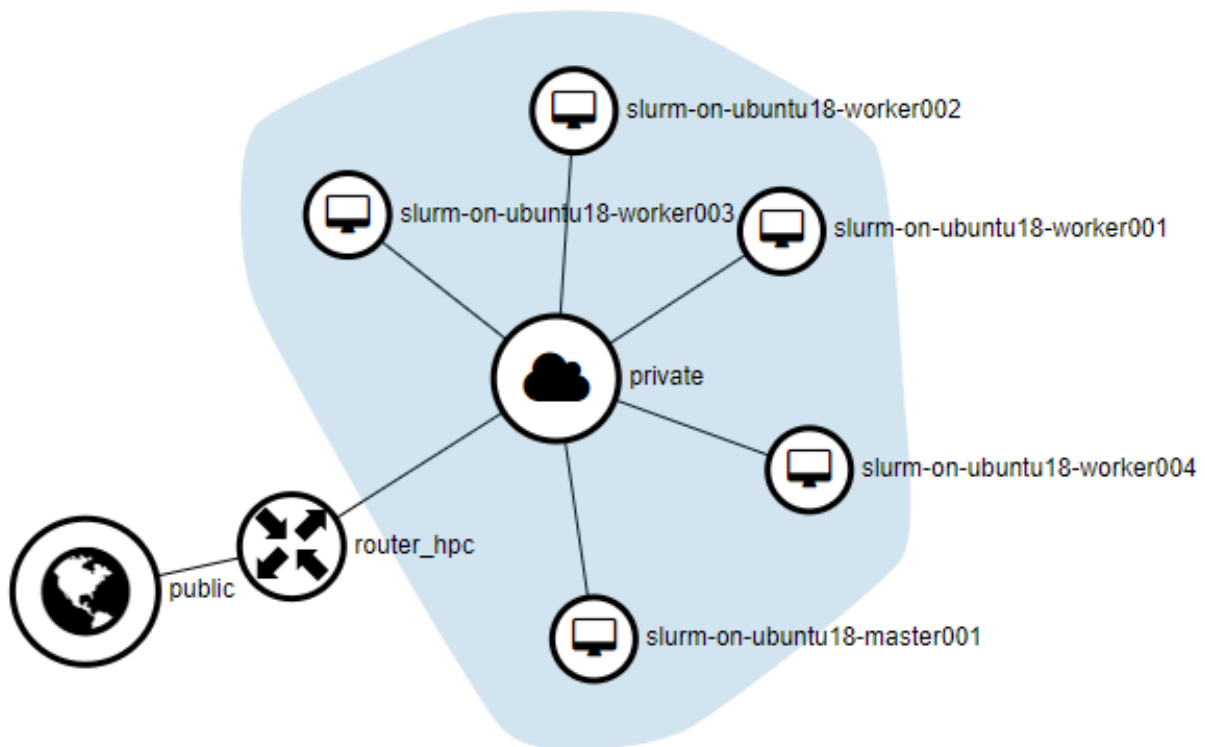 slurm-on-ubuntu18-worker002
slurm-on-ubuntu18-worker003
slurm-on-ubuntu18-worker001
private
slurm-on-ubuntu18-worker004
router_hpc
public
slurm-on-ubuntu18-master001